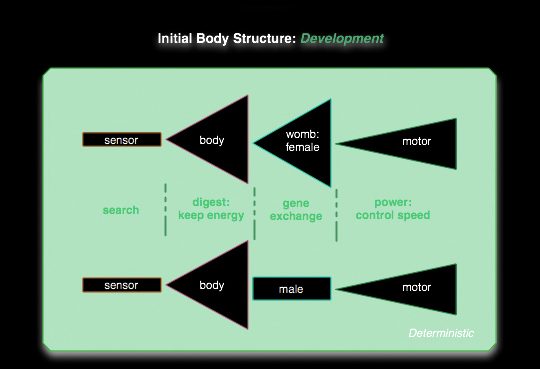 Initial Body Structure: Development
sensor
body
womb:
female
motor
search
digest:
keep energy
gene
exchange
power:
control speed
sensor
body
male
motor
Deterministic